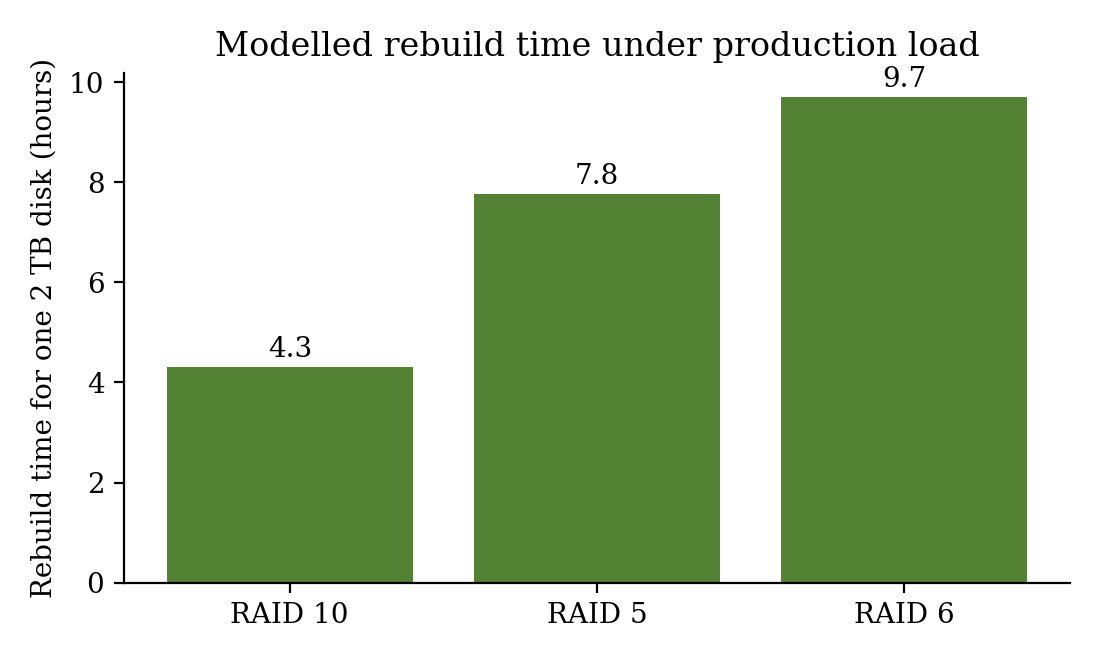 Modelled rebuild time under production load
Rebuild time for one 2 TB disk (hours)
10
8
6
4
2
0
4.3
7.8
9.7
RAID 10
RAID 5
RAID 6